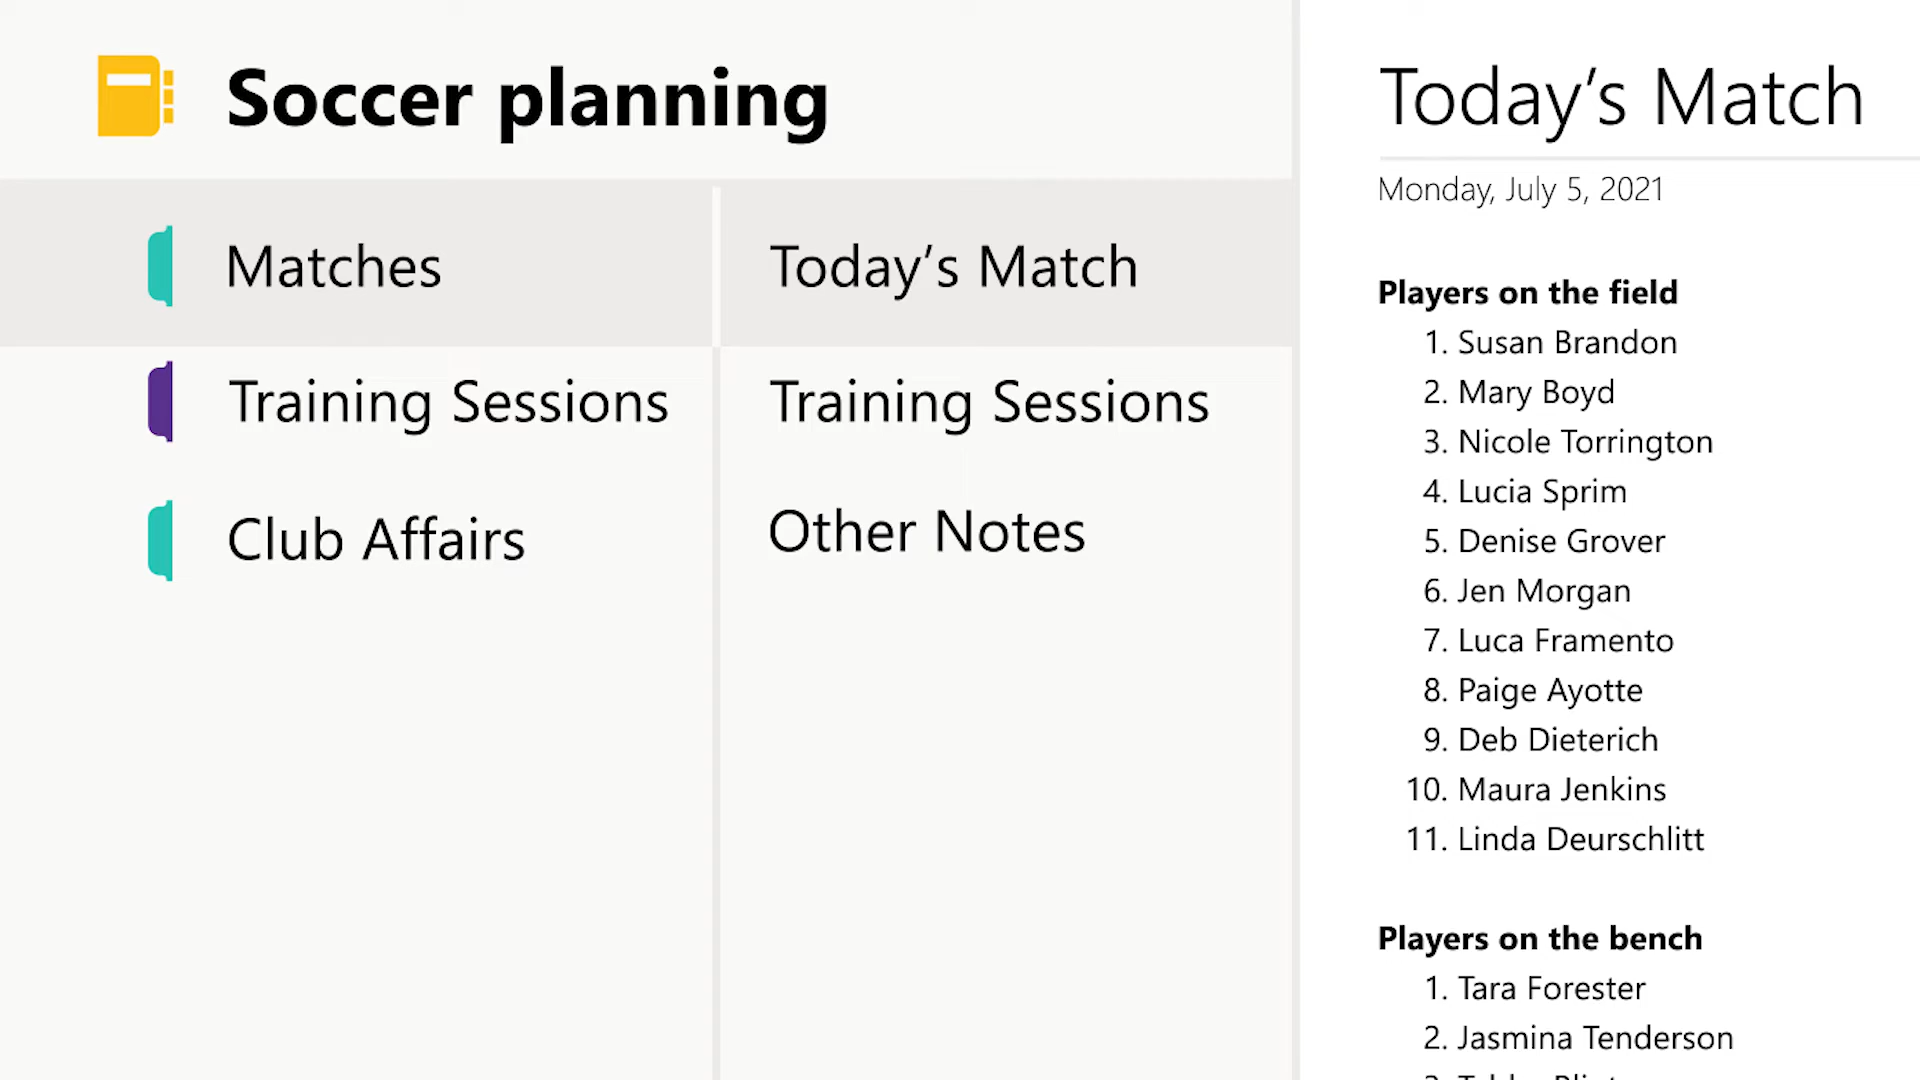 Soccer planning
Matches
Training Sessions
Club Affairs
Today’s Match
Training Sessions
Other Notes
Today’s Match
Monday, July 5, 2021
Players on the field
1. Susan Brandon
2. Mary Boyd
3. Nicole Torrington
4. Lucia Sprim
5. Denise Grover
6. Jen Morgan
7. Luca Framento
8. Paige Ayotte
9. Deb Dieterich
10. Maura Jenkins
11. Linda Deurschlitt
Players on the bench
1. Tara Forester
2. Jasmina Tenderson